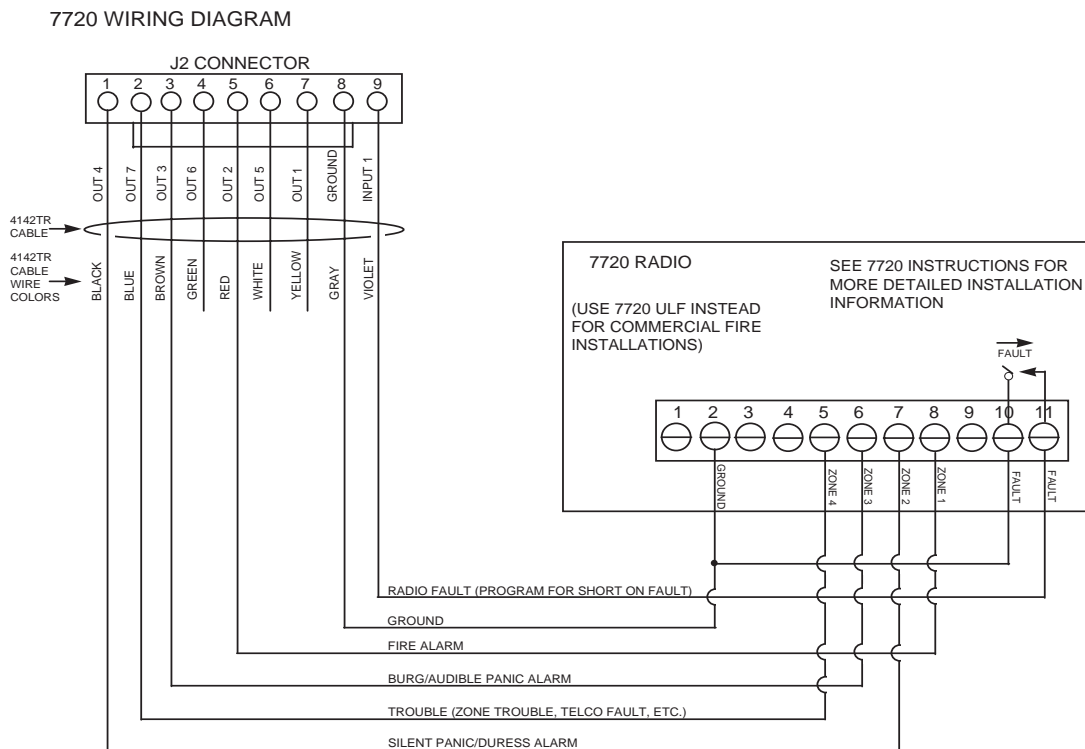 7720 WIRING DIAGRAM
J2 CONNECTOR
1 2 3 4 5 6 7 8 9
OUT 4
OUT 7
OUT 3
OUT 6
OUT 2
OUT 5
OUT 1
GROUND
INPUT 1
4142TR
CABLE
4142TR
CABLE
WIRE
COLORS
BLACK
BLUE
BROWN
GREEN
RED
WHITE
YELLOW
GRAY
VIOLET
7720 RADIO
(USE 7720 ULF INSTEAD
FOR COMMERCIAL FIRE
INSTALLATIONS)
SEE 7720 INSTRUCTIONS FOR
MORE DETAILED INSTALLATION
INFORMATION
FAULT
1 2 3 4 5 6 7 8 9 10 11
GROUND
ZONE 4
ZONE 3
ZONE 2
ZONE 1
FAULT
FAULT
RADIO FAULT (PROGRAM FOR SHORT ON FAULT)
GROUND
FIRE ALARM
BURG/AUDIBLE PANIC ALARM
TROUBLE (ZONE TROUBLE, TELCO FAULT, ETC.)
SILENT PANIC/DURESS ALARM